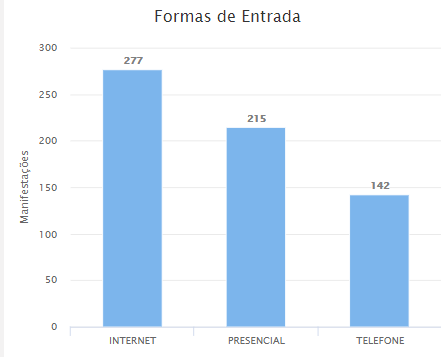 Formas de Entrada
300
250
200
150
100
50
0
Manifestações
277
215
142
INTERNET
PRESENCIAL
TELEFONE